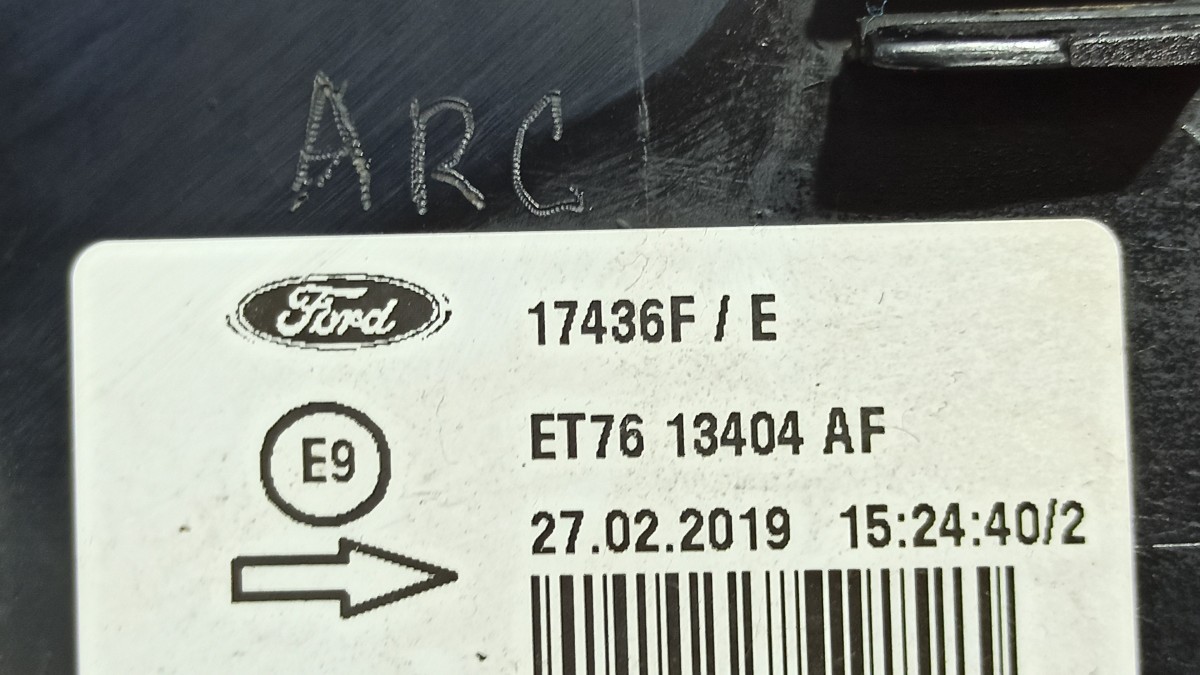 ARC
Ford
17436F / E
ET76 13404 AF
E9
27.02.2019 15:24:40/2